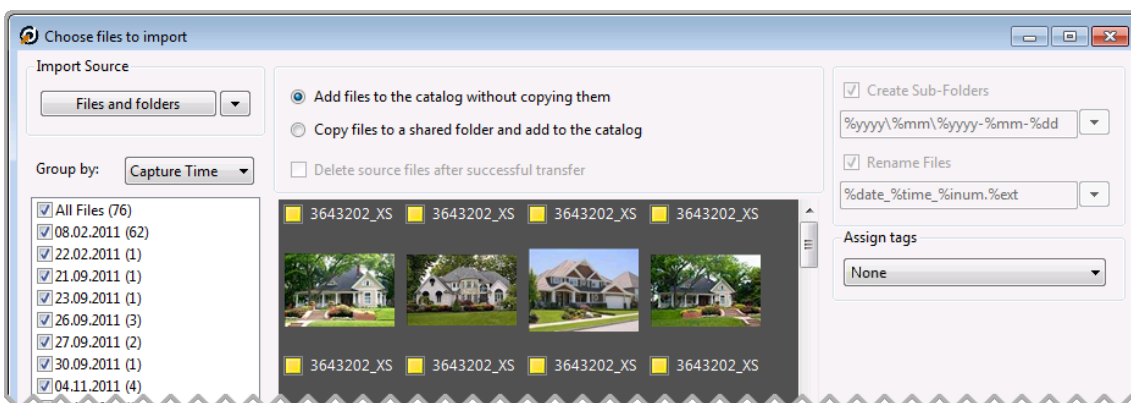 Choose files to import
Import Source
Files and folders
Group by:
Capture Time
All Files (76)
08.02.2011 (62)
22.02.2011 (1)
21.09.2011 (1)
23.09.2011 (1)
26.09.2011 (3)
27.09.2011 (2)
30.09.2011 (1)
04.11.2011 (4)
Add files to the catalog without copying them
Copy files to a shared folder and add to the catalog
Delete source files after successful transfer
3643202_XS 3643202_XS 3643202_XS 3643202_XS
3643202_XS 3643202_XS 3643202_XS 3643202_XS
Create Sub-Folders
%yyyy\%mm\%yyyy-%mm-%dd
Rename Files
%date_%time_%inum.%ext
Assign tags
None